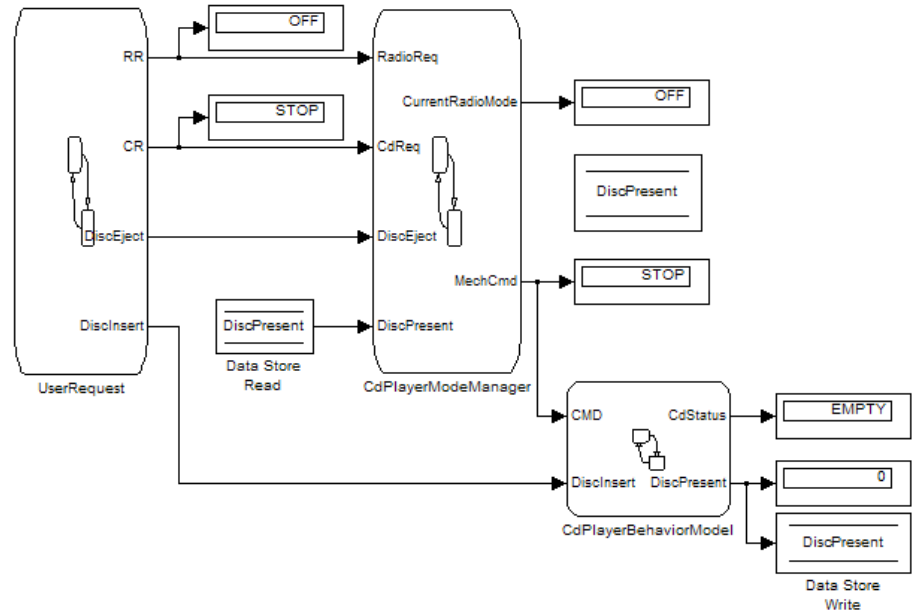 OFF
RR
RadioReq
CurrentRadioMode
OFF
STOP
CR
CdReq
DiscPresent
DiscEject
DiscEject
MechCmd
STOP
DiscInsert
DiscPresent
DiscPresent
Data Store
Read
UserRequest
CdPlayerModeManager
CMD
CdStatus
EMPTY
DiscInsert
DiscPresent
0
CdPlayerBehaviorModel
DiscPresent
Data Store
Write